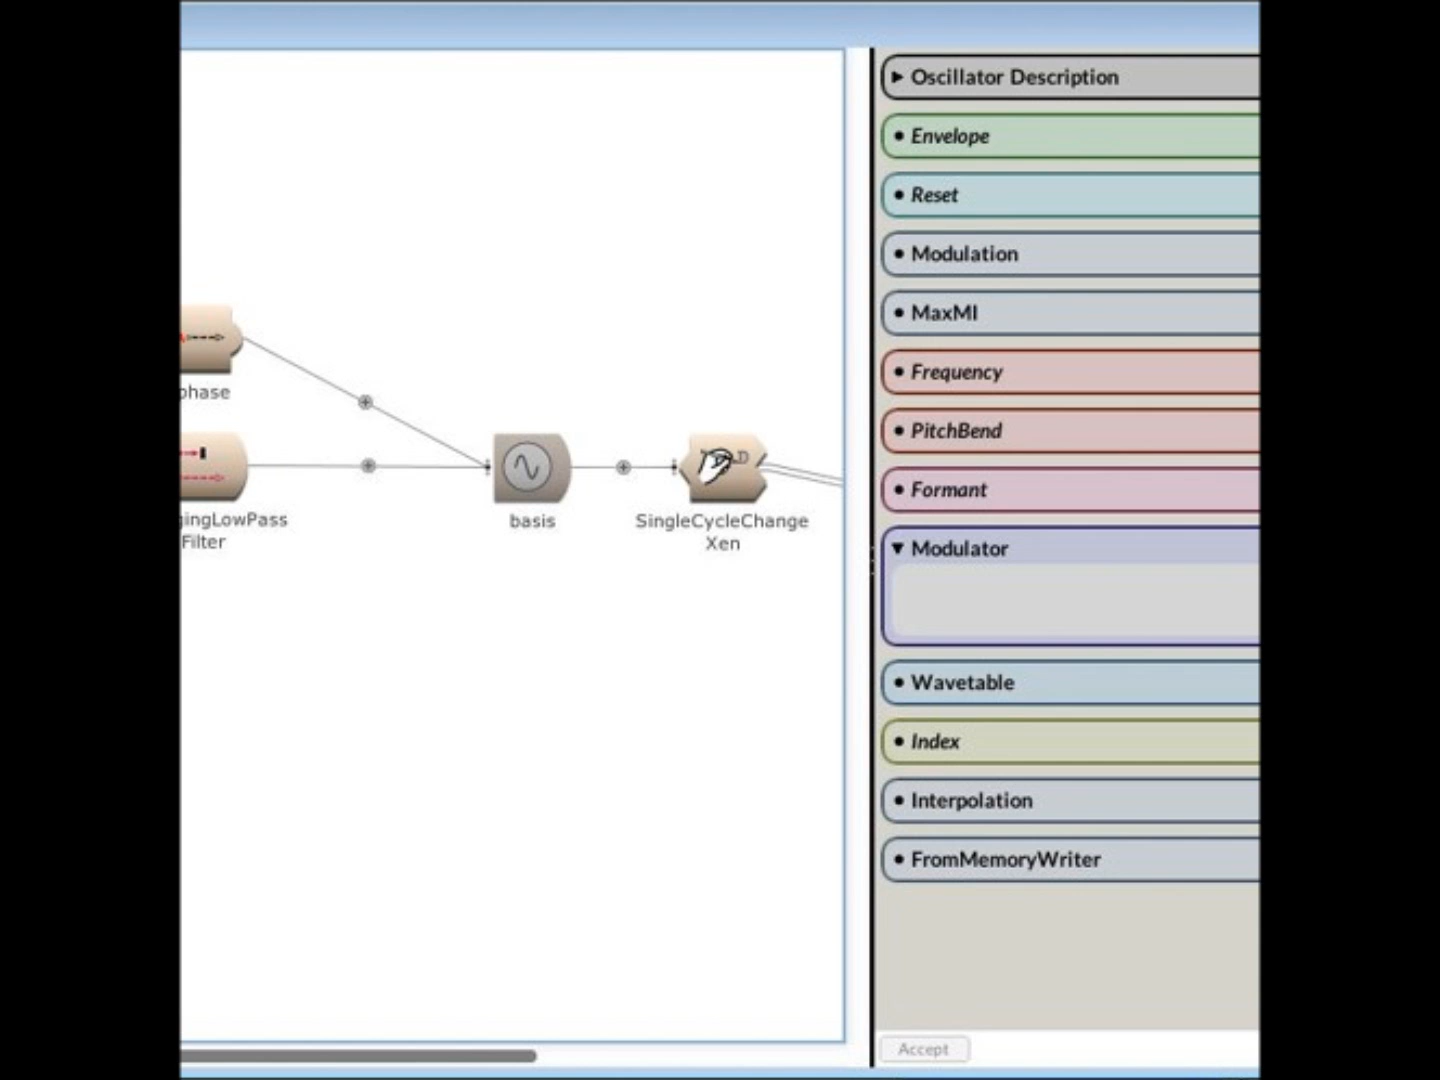 Oscillator Description
Envelope
Reset
Modulation
MaxMI
Frequency
PitchBend
Formant
Modulator
Wavetable
Index
Interpolation
FromMemoryWriter
Accept
phase
gingLowPass
Filter
basis
SingleCycleChange
Xen